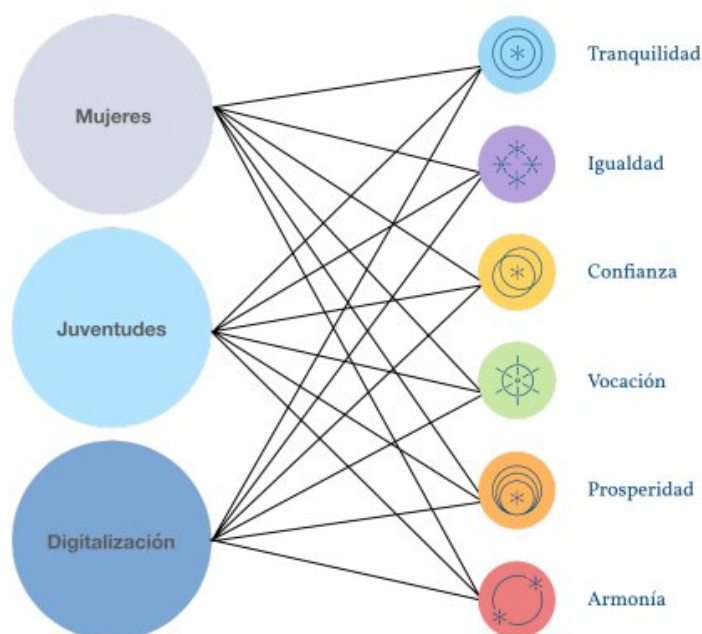 Mujeres
Juventudes
Digitalización
Tranquilidad
Igualdad
Confianza
Vocación
Prosperidad
Armonía